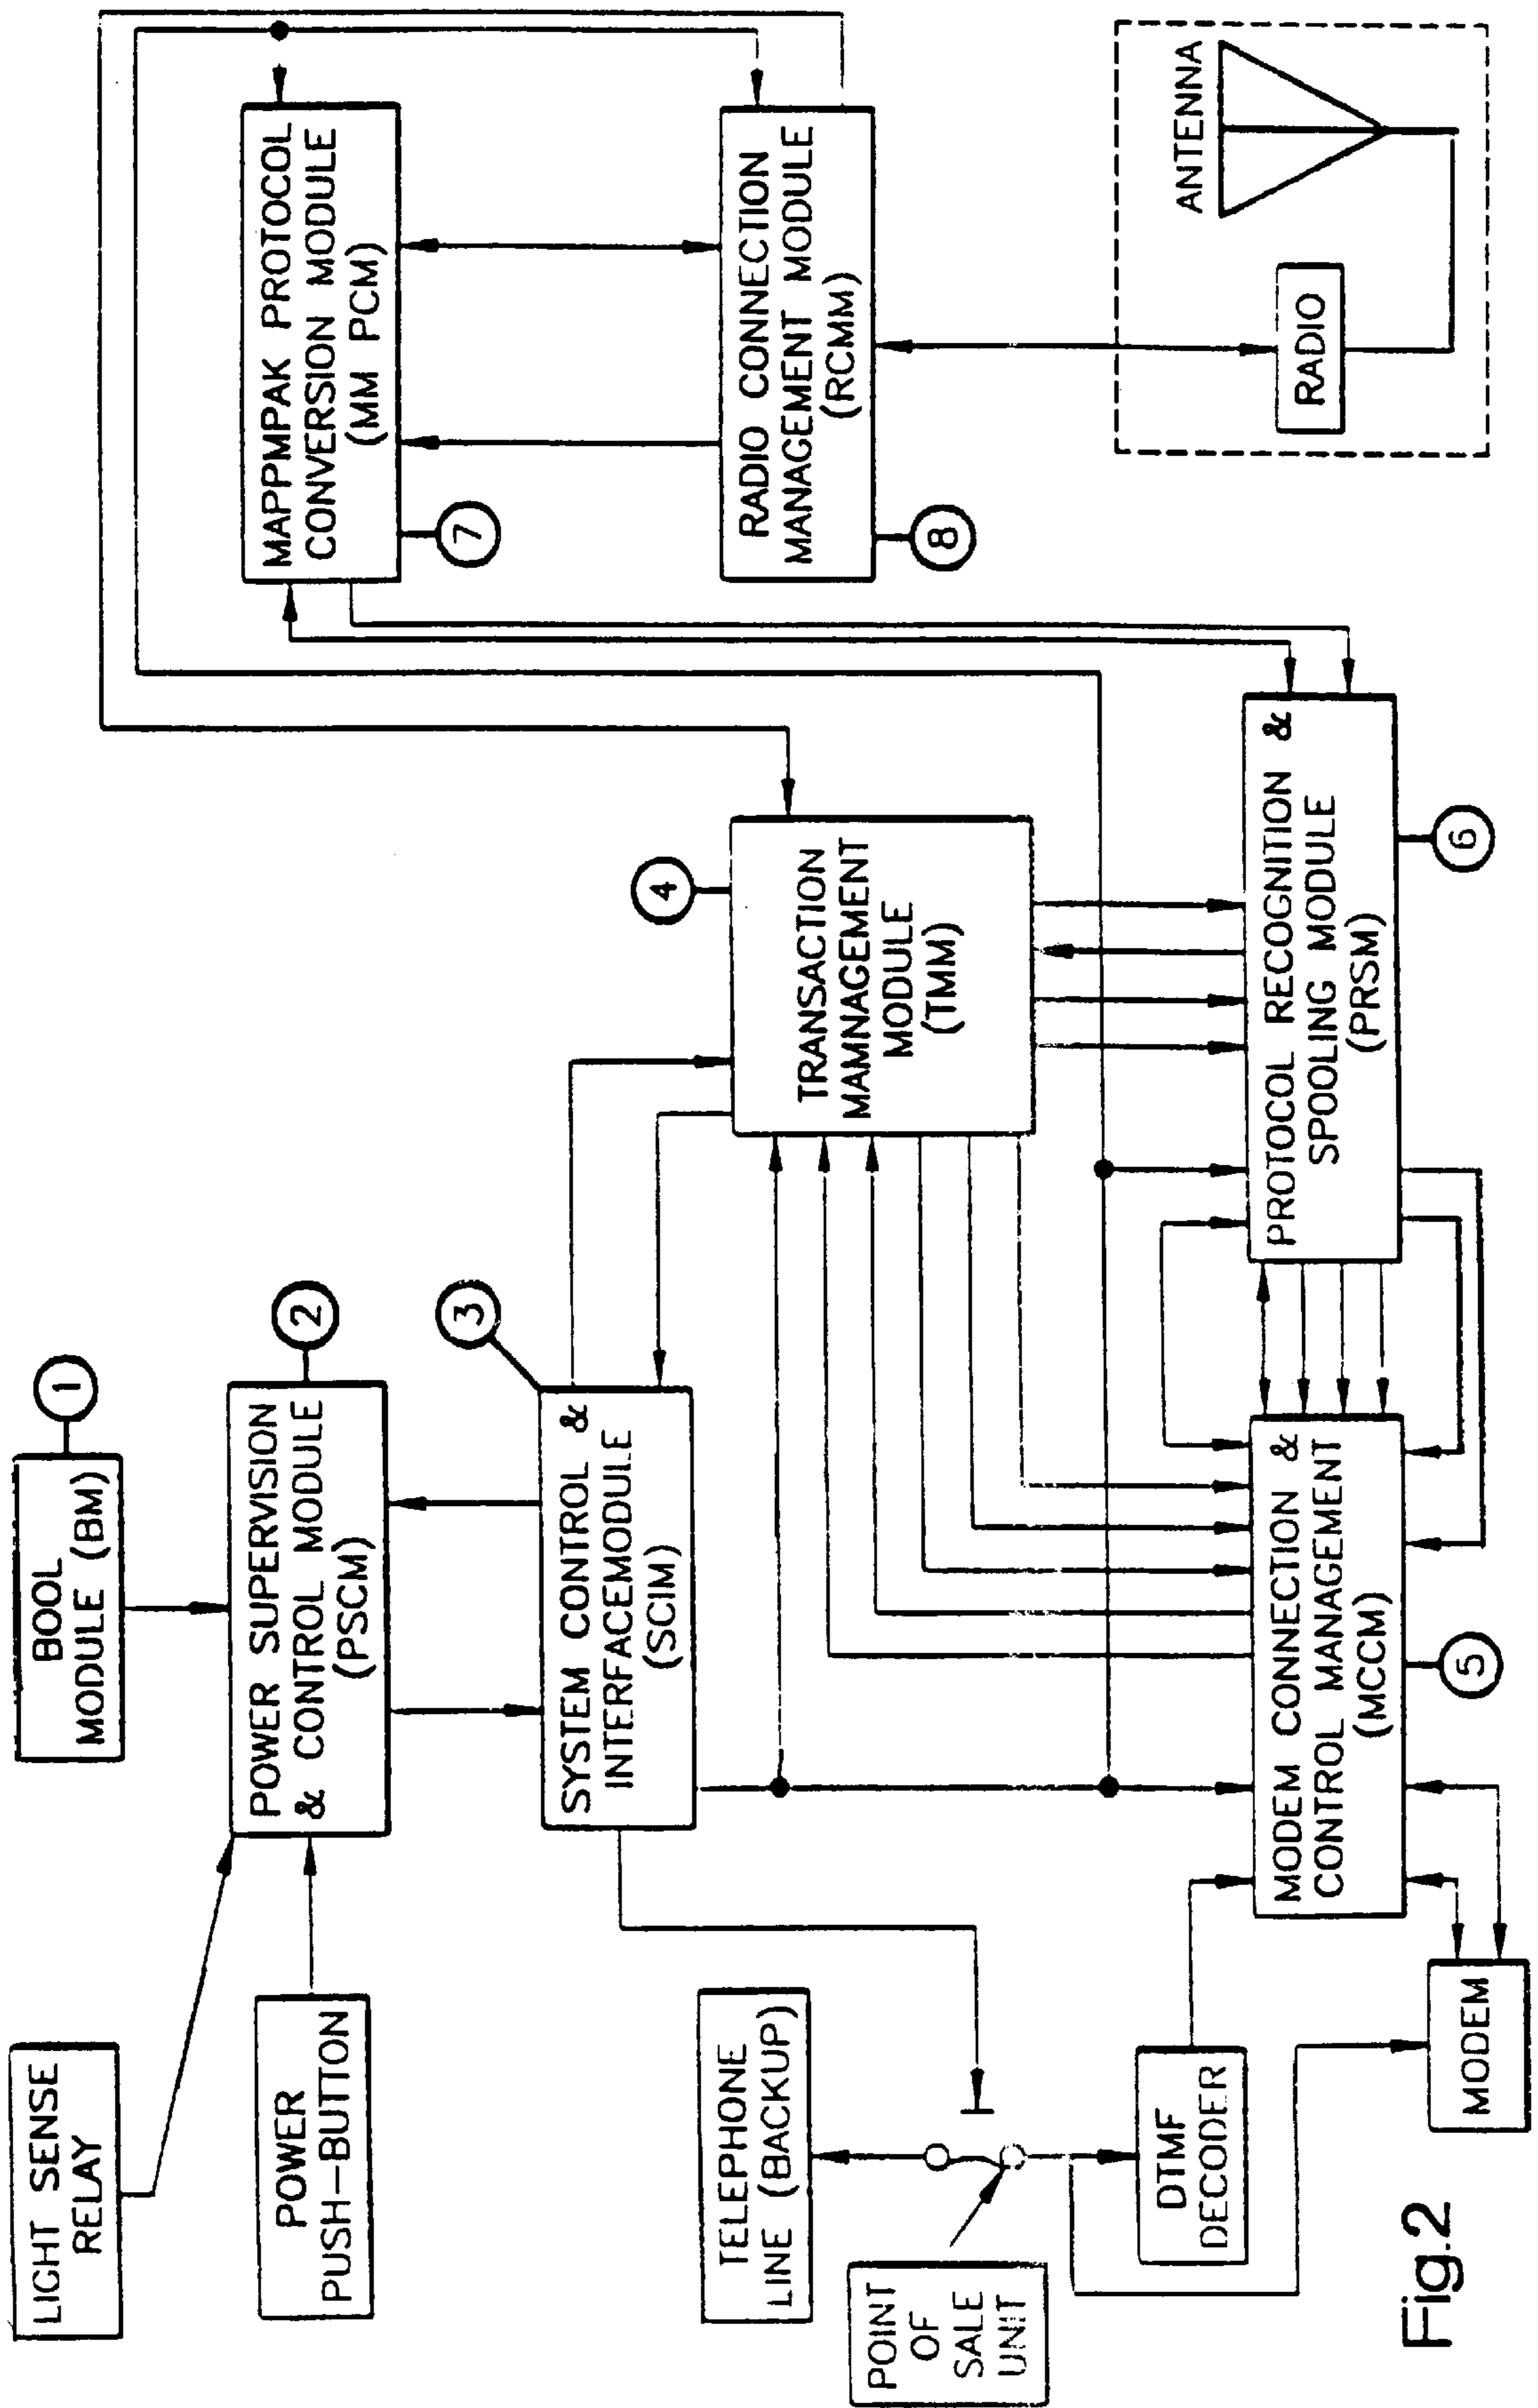 LIGHT SENSE
RELAY
POWER
PUSH-BUTTON
BOOL
MODULE (BM)
1
POWER SUPERVISION
& CONTROL MODULE
(PSCM)
2
SYSTEM CONTROL &
INTERFACEMODULE
(SCIM)
3
TELEPHONE
LINE (BACKUP)
POINT
OF
SALE
UNIT
DTMF
DECODER
MODEM
MODEM CONNECTION &
CONTROL MANAGEMENT
(MCCM)
5
TRANSACTION
MAMNAGEMENT
MODULE
(TMM)
4
PROTOCOL RECOGNITION &
SPOOLING MODULE
(PRSM)
6
MAPPMPAK PROTOCOL
CONVERSION MODULE
(MM PCM)
7
RADIO CONNECTION
MANAGEMENT MODULE
(RCMM)
8
ANTENNA
RADIO
Fig.2